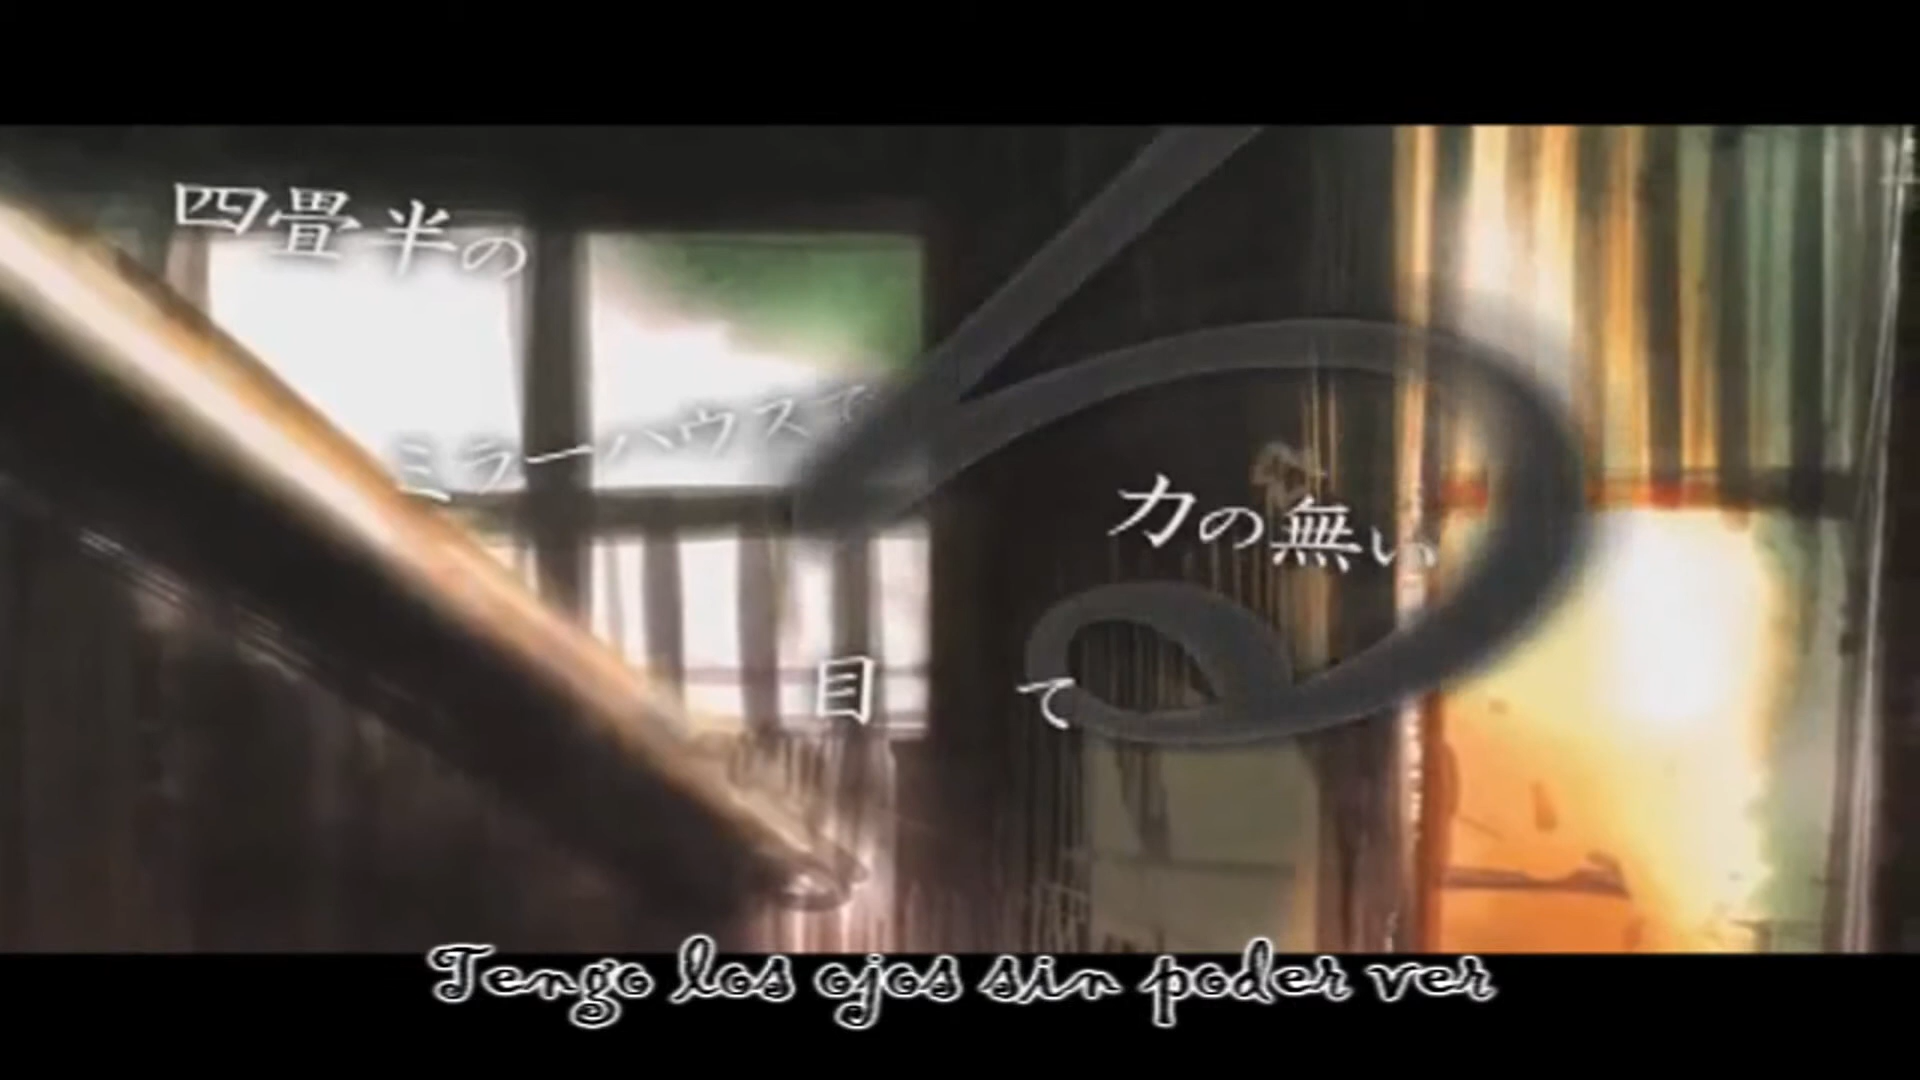 四畳半の
ミラーハウスで
力の無い
目 て
Tengo los ojos sin poder ver